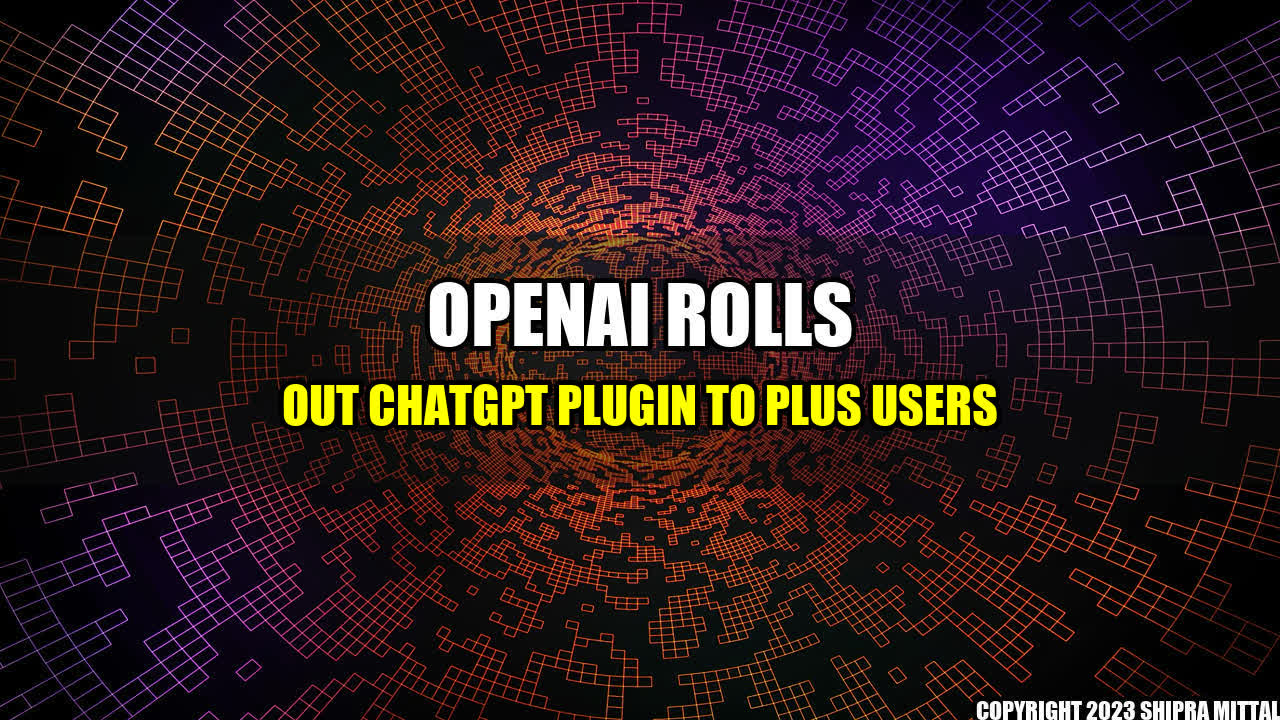 OPENAI ROLLS
OUT CHATGPT PLUGIN TO PLUS USERS
COPYRIGHT 2023 SHIPRA MITTAL